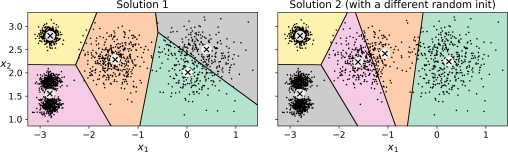 Solution 1
Solution 2 (with a different random init)
3.0
2.5
x2
2.0
1.5
1.0
−3 −2 −1 0 1
−3 −2 −1 0 1
x1
x1